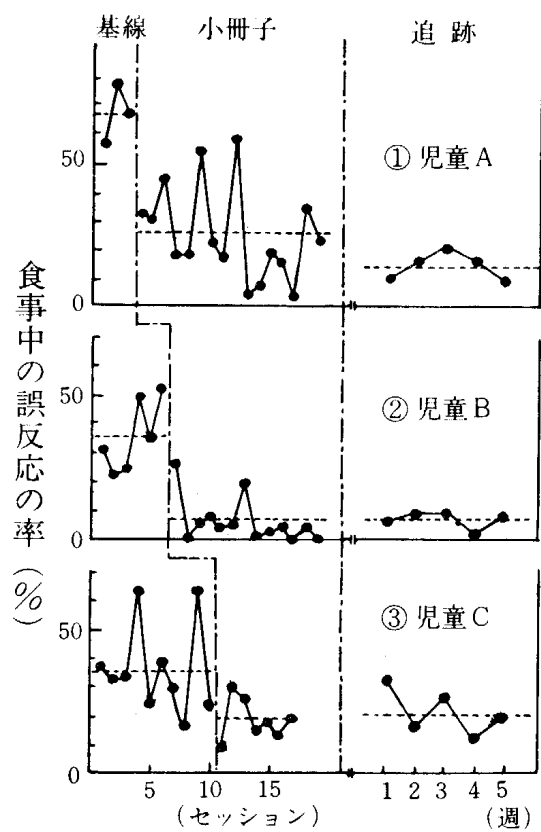 基線 小冊子 追跡
食事中の誤反応の率(%)
50
0
① 児童A
50
0
② 児童B
50
0
③ 児童C
5 10 15 1 2 3 4 5
(セッション) (週)